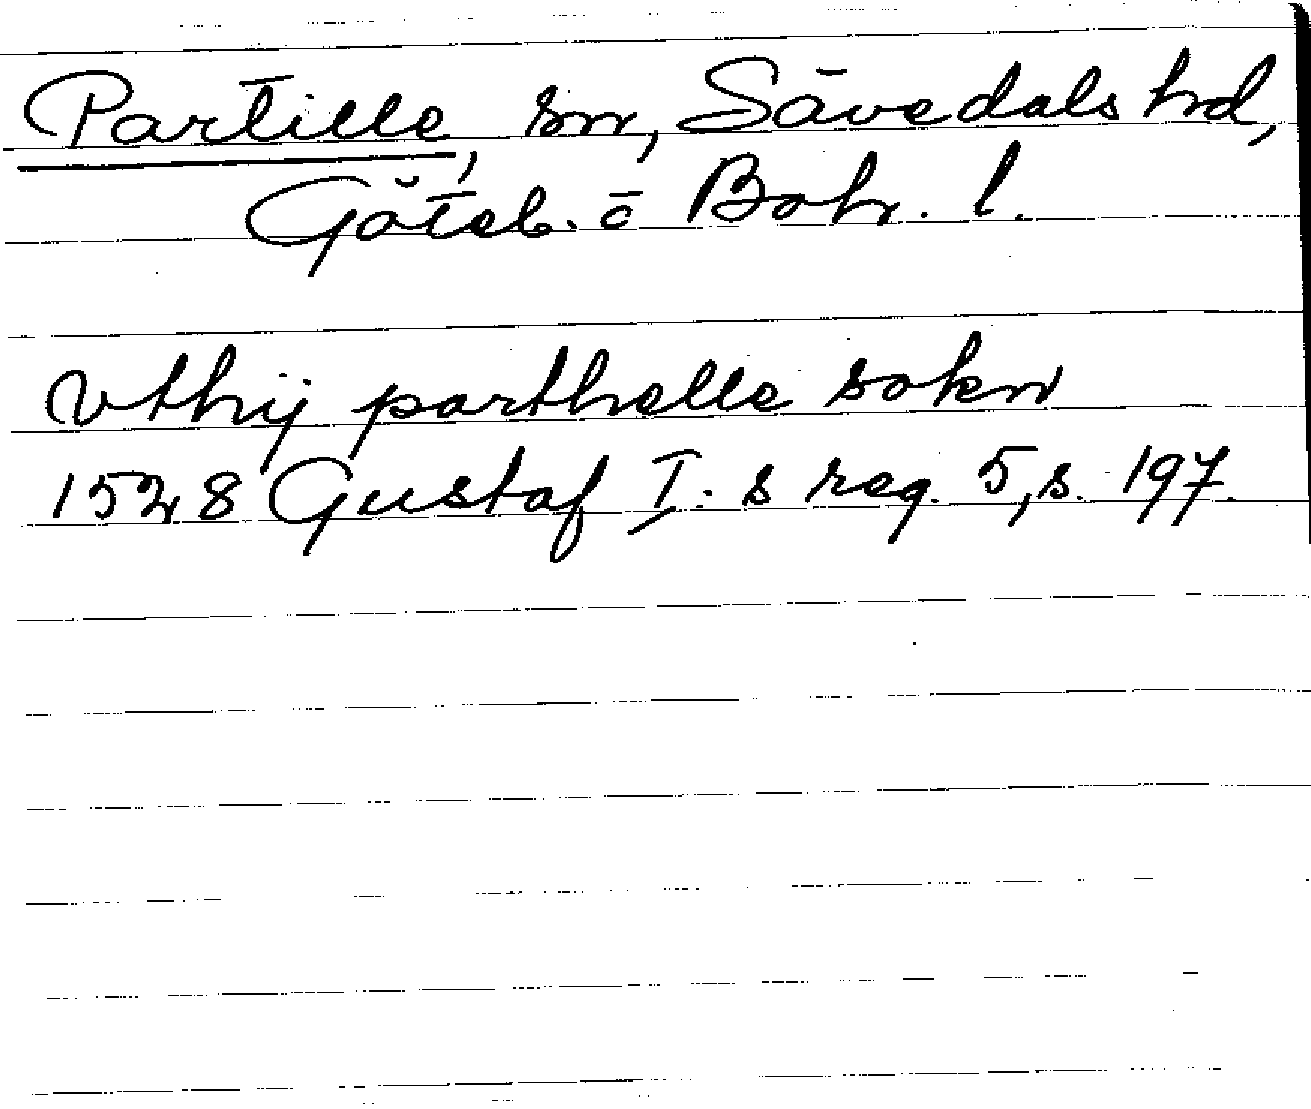 Partille, sn, Sävedals hd,
Göteb. o Boh. l.
vthij parthelle sokn
1528 Gustaf I:s reg. 5, s. 197.